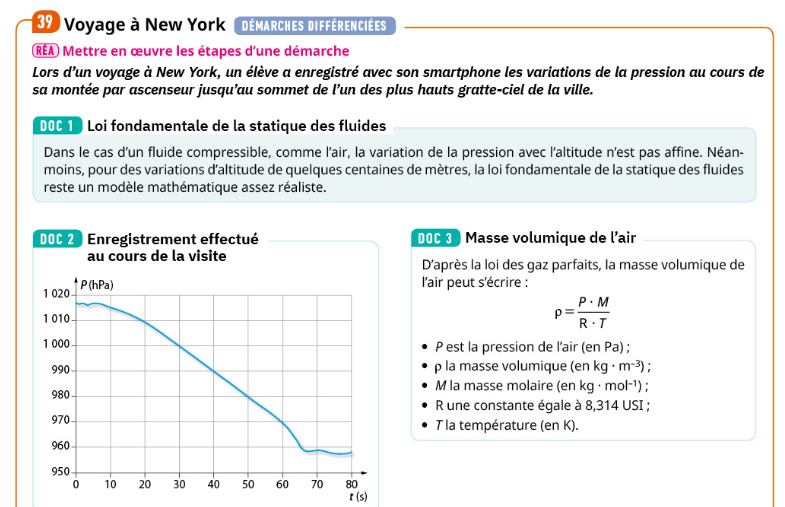 39 Voyage à New York DÉMARCHES DIFFÉRENCIÉES
RÉA Mettre en œuvre les étapes d'une démarche
Lors d'un voyage à New York, un élève a enregistré avec son smartphone les variations de la pression au cours de
sa montée par ascenseur jusqu'au sommet de l'un des plus hauts gratte-ciel de la ville.
DOC 1 Loi fondamentale de la statique des fluides
Dans le cas d'un fluide compressible, comme l'air, la variation de la pression avec l'altitude n'est pas affine. Néan-
moins, pour des variations d'altitude de quelques centaines de mètres, la loi fondamentale de la statique des fluides
reste un modèle mathématique assez réaliste.
DOC 2 Enregistrement effectué
au cours de la visite
P (hPa)
1 020
1 010
1 000
990
980
970
960
950
0 10 20 30 40 50 60 70 80
t (s)
DOC 3 Masse volumique de l'air
D'après la loi des gaz parfaits, la masse volumique de
l'air peut s'écrire :
ρ = P · M / R · T
• P est la pression de l'air (en Pa) ;
• ρ la masse volumique (en kg · m⁻³) ;
• M la masse molaire (en kg · mol⁻¹) ;
• R une constante égale à 8,314 USI ;
• T la température (en K).